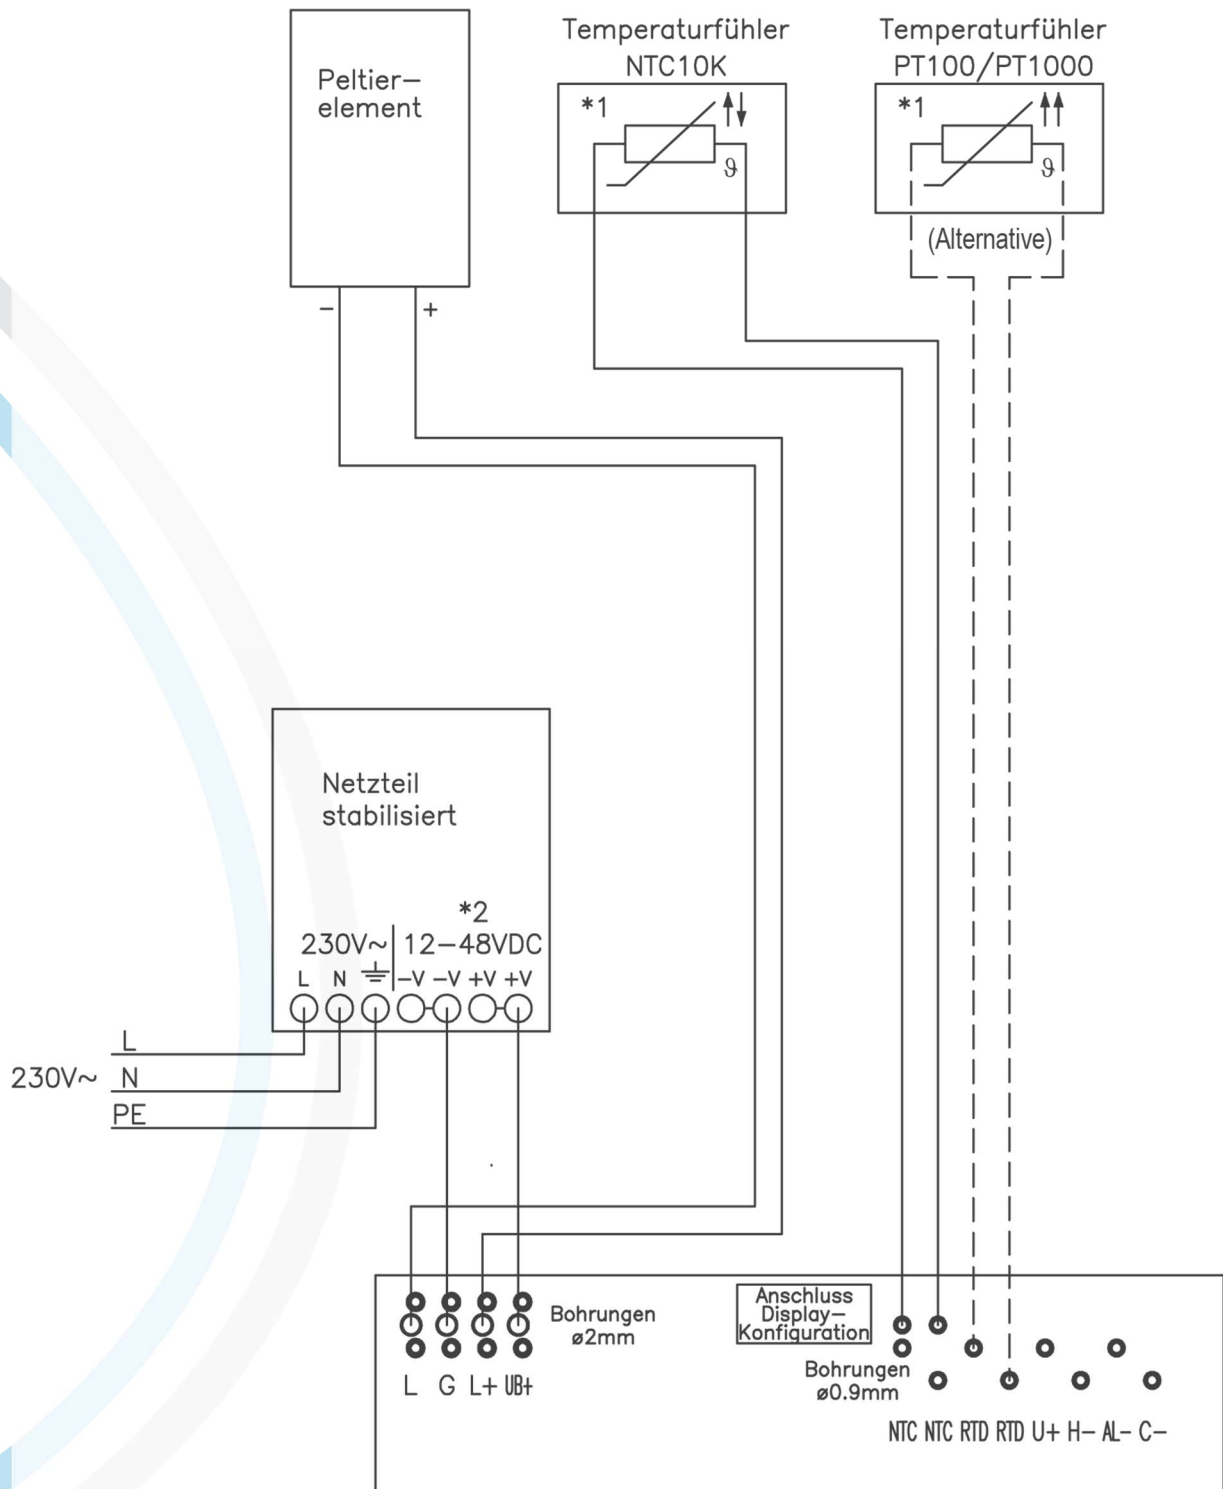 Temperaturfühler
NTC10K
Temperaturfühler
PT100/PT1000
Peltier-
element
*1
ϑ
*1
ϑ
(Alternative)
- +
Netzteil
stabilisiert
*2
230V~ 12-48VDC
L N -V -V +V +V
L
230V~ N
PE
Bohrungen
ø2mm
L G L+ UB+
Anschluss
Display-
Konfiguration
Bohrungen
ø0.9mm
NTC NTC RTD RTD U+ H- AL- C-